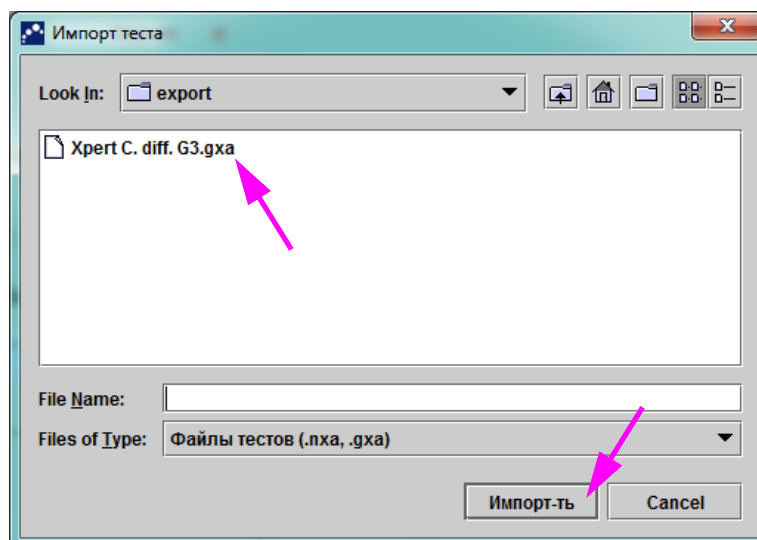 Импорт теста
Look In: export
Xpert C. diff. G3.gxa
File Name:
Files of Type: Файлы тестов (.nxa, .gxa)
Импорт-ть Cancel